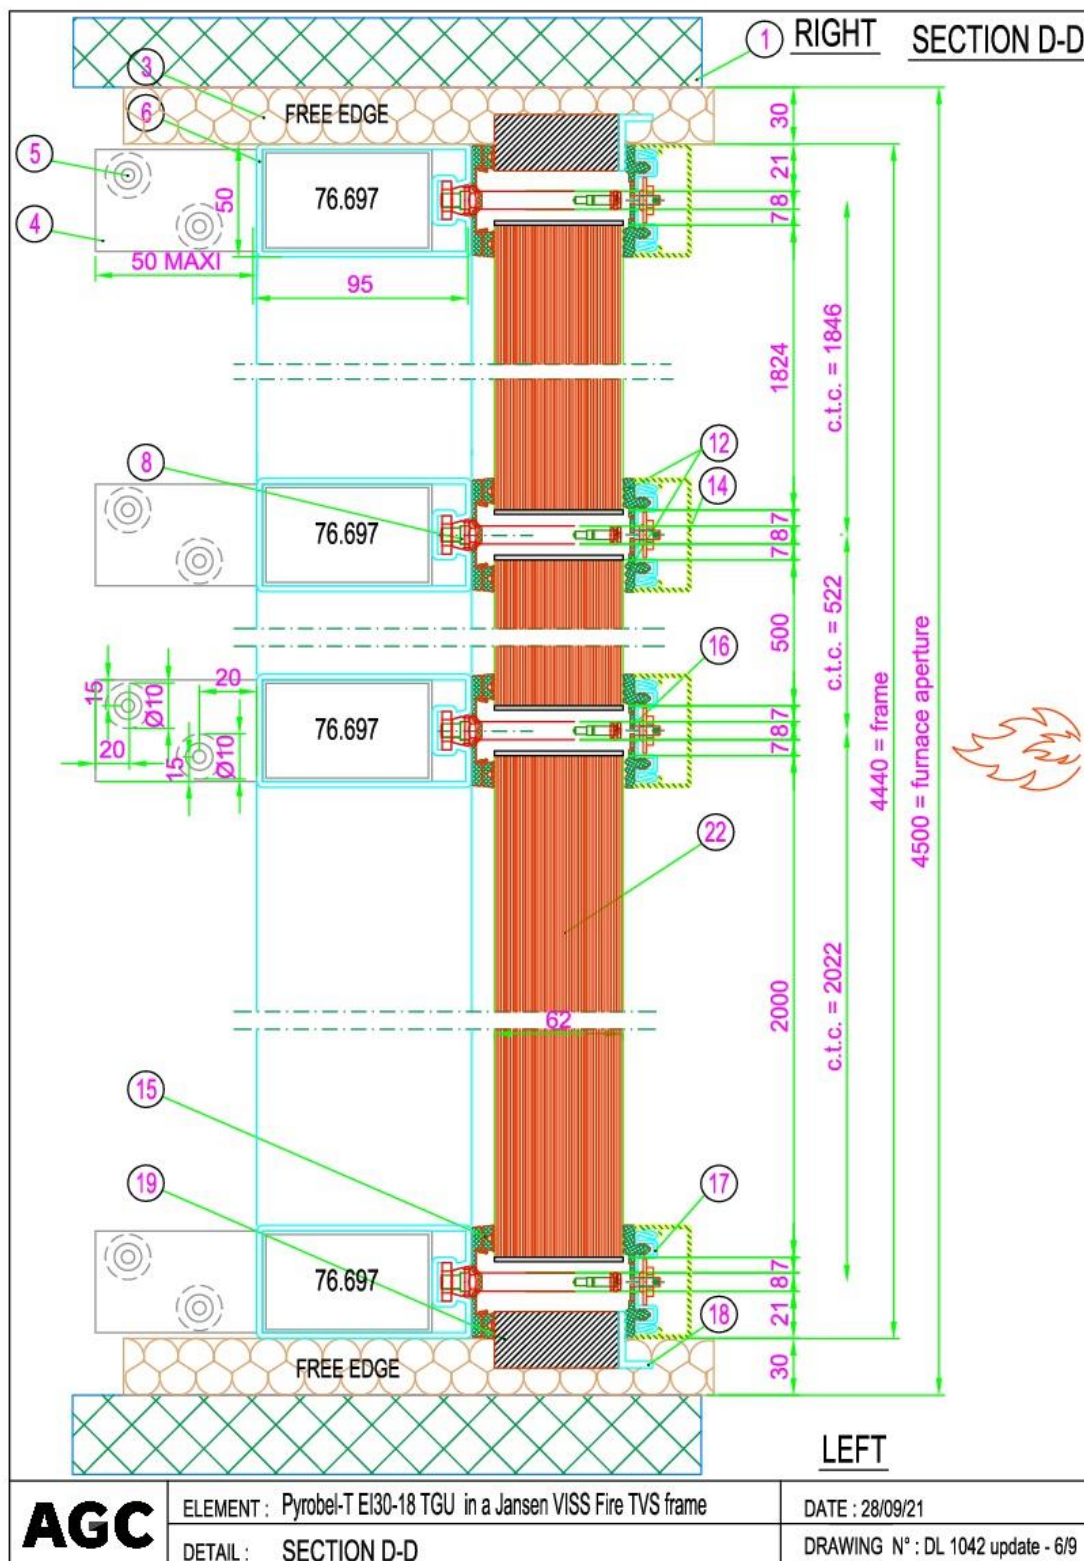 1 RIGHT SECTION D-D
3 FREE EDGE 30
6
5 76.697 50 21
4 78
50 MAXI 95
1824 c.t.c. = 1846
12
8 14
76.697 787
500 c.t.c. = 522
16
15 Ø10 20 76.697 787
20 15 Ø10
4440 = frame
4500 = furnace aperture
22
2000 c.t.c. = 2022
62
15
19 17
76.697 87
21
18
FREE EDGE 30
LEFT
AGC
ELEMENT : Pyrobel-T EI30-18 TGU in a Jansen VISS Fire TVS frame
DATE : 28/09/21
DETAIL : SECTION D-D
DRAWING N° : DL 1042 update - 6/9